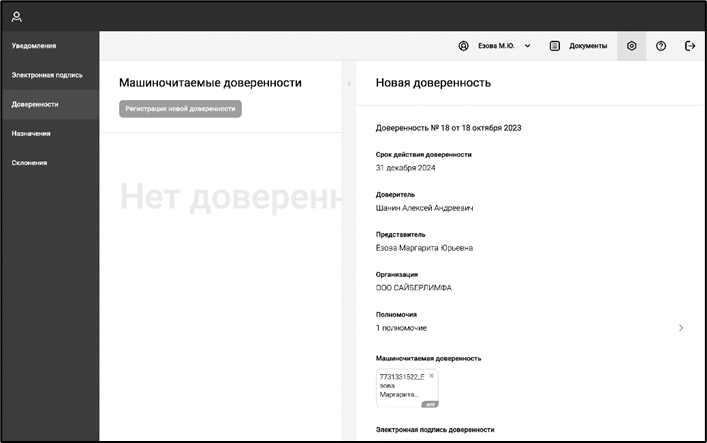 Езова М.Ю.
Документы
Уведомления
Электронная подпись
Доверенности
Назначения
Склонения
Машиночитаемые доверенности
Регистрация новой доверенности
Нет доверенн
Новая доверенность
Доверенность № 18 от 18 октября 2023
Срок действия доверенности
31 декабря 2024
Доверитель
Шанин Алексей Андреевич
Представитель
Езова Маргарита Юрьевна
Организация
ООО САЙБЕРЛИМФА
Полномочия
1 полномочие
Машиночитаемая доверенность
7731331522_Е
зова
Маргарита...
.xml
Электронная подпись доверенности